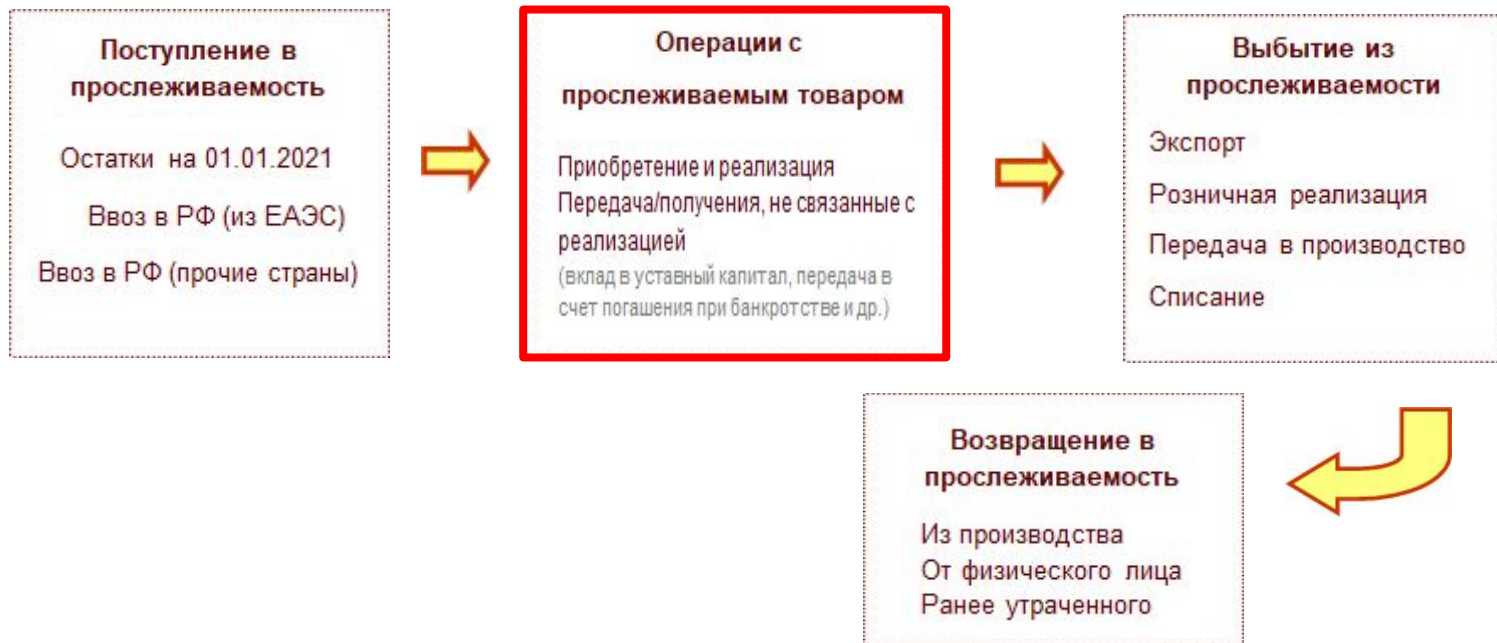 Поступление в
прослеживаемость
Остатки на 01.01.2021
Ввоз в РФ (из ЕАЭС)
Ввоз в РФ (прочие страны)
Операции с
прослеживаемым товаром
Приобретение и реализация
Передача/получения, не связанные с
реализацией
(вклад в уставный капитал, передача в
счет погашения при банкротстве и др.)
Выбытие из
прослеживаемости
Экспорт
Розничная реализация
Передача в производство
Списание
Возвращение в
прослеживаемость
Из производства
От физического лица
Ранее утраченного